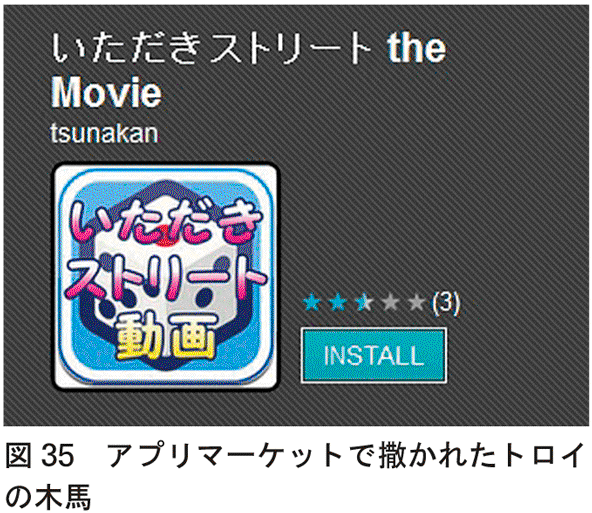 いただきストリート the
Movie
tsunakan
いただき
ストリート
動画
(3)
INSTALL
図35 アプリマーケットで撒かれたトロイ
の木馬